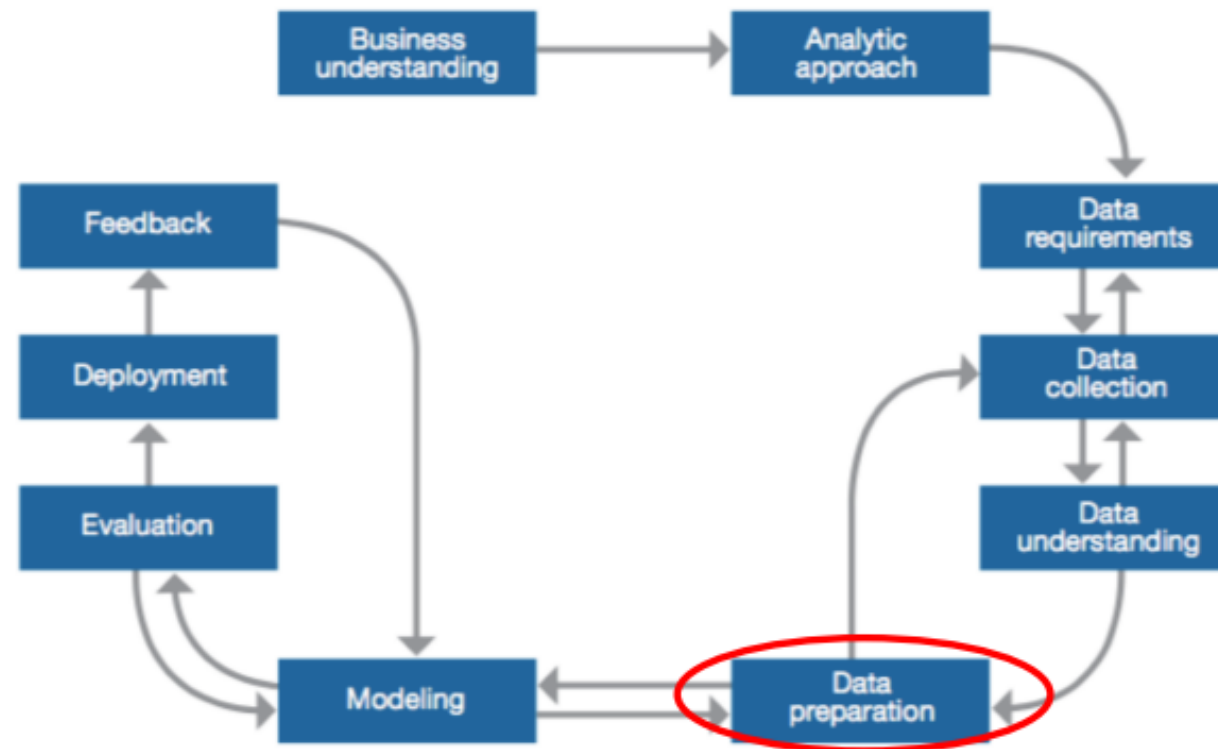 Business
understanding
Analytic
approach
Feedback
Data
requirements
Deployment
Data
collection
Evaluation
Data
understanding
Modeling
Data
preparation